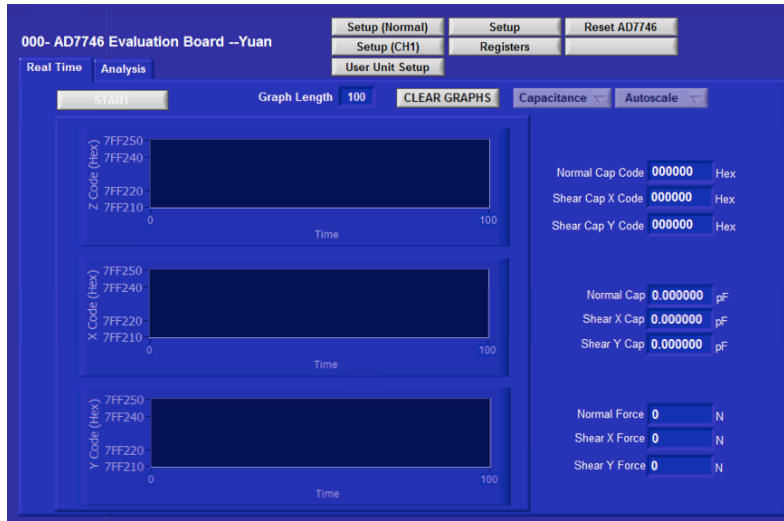 000- AD7746 Evaluation Board --Yuan
Setup (Normal) Setup Reset AD7746
Setup (CH1) Registers
User Unit Setup
Real Time Analysis
START Graph Length 100 CLEAR GRAPHS Capacitance Autoscale
Z Code (Hex)
7FF250
7FF240
7FF220
7FF210
0 100
Time
Normal Cap Code 000000 Hex
Shear Cap X Code 000000 Hex
Shear Cap Y Code 000000 Hex
X Code (Hex)
7FF250
7FF240
7FF220
7FF210
0 100
Time
Normal Cap 0.000000 pF
Shear X Cap 0.000000 pF
Shear Y Cap 0.000000 pF
Y Code (Hex)
7FF250
7FF240
7FF220
7FF210
0 100
Time
Normal Force 0 N
Shear X Force 0 N
Shear Y Force 0 N